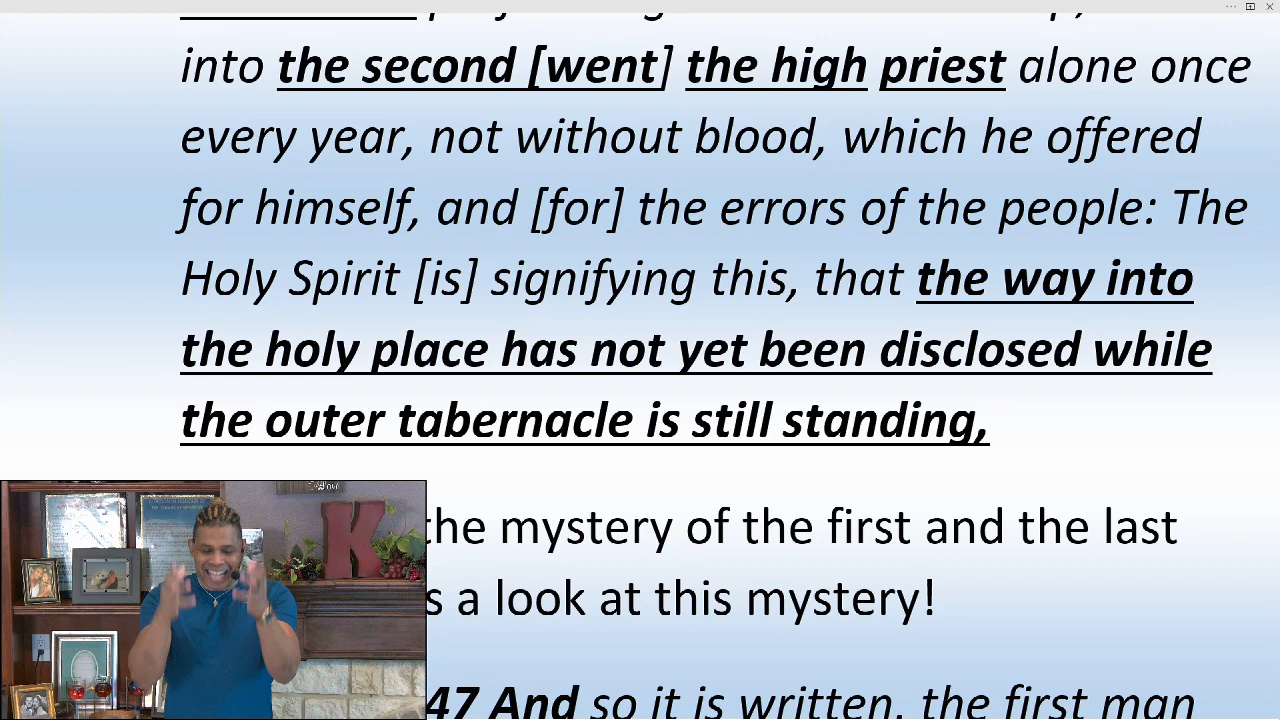 into the second [went] the high priest alone once
every year, not without blood, which he offered
for himself, and [for] the errors of the people: The
Holy Spirit [is] signifying this, that the way into
the holy place has not yet been disclosed while
the outer tabernacle is still standing,
the mystery of the first and the last
s a look at this mystery!
47 And so it is written, the first man
K